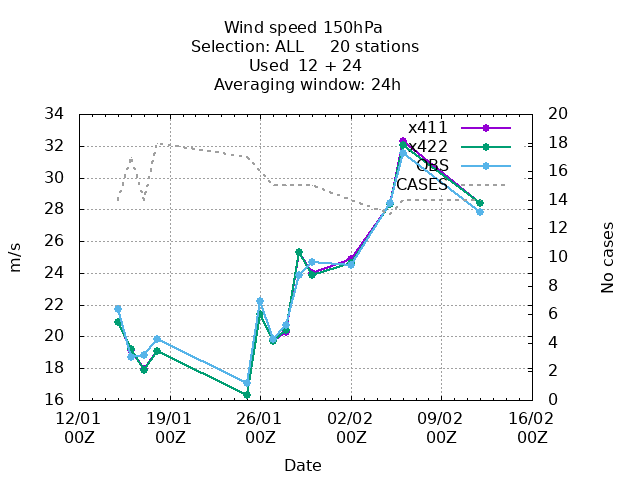 Wind speed 150hPa
Selection: ALL     20 stations
Used  12 + 24
Averaging window: 24h
34
32
30
28
26
24
22
20
18
16
m/s
20
18
16
14
12
10
8
6
4
2
0
No cases
x411
x422
OBS
CASES
12/01 19/01 26/01 02/02 09/02 16/02
00Z 00Z 00Z 00Z 00Z 00Z
Date